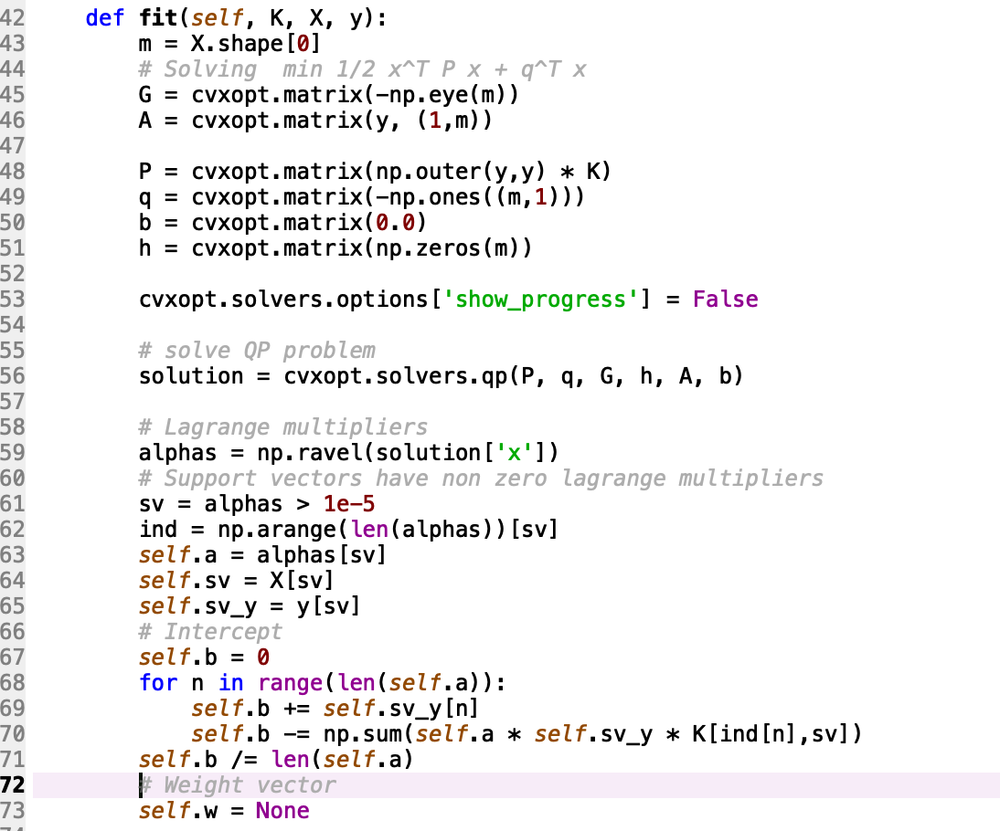 42 def fit(self, K, X, y):
43 m = X.shape[0]
44 # Solving  min 1/2 x^T P x + q^T x
45 G = cvxopt.matrix(-np.eye(m))
46 A = cvxopt.matrix(y, (1,m))
47
48 P = cvxopt.matrix(np.outer(y,y) * K)
49 q = cvxopt.matrix(-np.ones((m,1)))
50 b = cvxopt.matrix(0.0)
51 h = cvxopt.matrix(np.zeros(m))
52
53 cvxopt.solvers.options['show_progress'] = False
54
55 # solve QP problem
56 solution = cvxopt.solvers.qp(P, q, G, h, A, b)
57
58 # Lagrange multipliers
59 alphas = np.ravel(solution['x'])
60 # Support vectors have non zero lagrange multipliers
61 sv = alphas > 1e-5
62 ind = np.arange(len(alphas))[sv]
63 self.a = alphas[sv]
64 self.sv = X[sv]
65 self.sv_y = y[sv]
66 # Intercept
67 self.b = 0
68 for n in range(len(self.a)):
69 self.b += self.sv_y[n]
70 self.b -= np.sum(self.a * self.sv_y * K[ind[n],sv])
71 self.b /= len(self.a)
72 # Weight vector
73 self.w = None